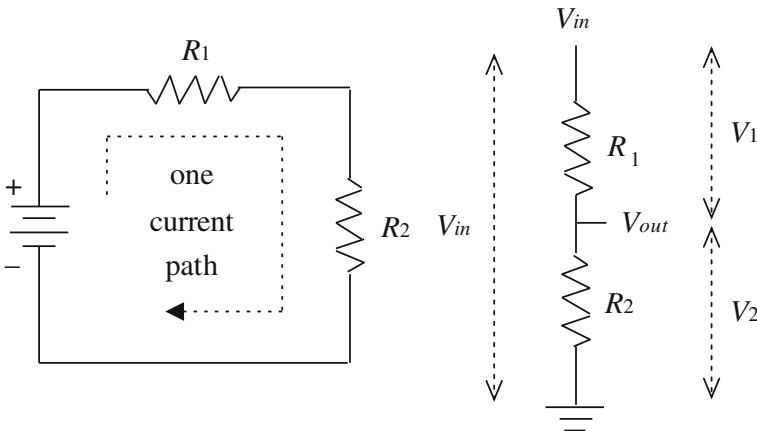 R1
+
−
one
current
path
R2
Vin
Vin
R1
Vout
R2
V1
V2